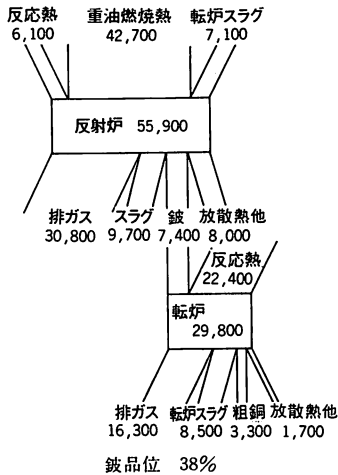 反応熱 重油燃焼熱 転炉スラグ
6,100 42,700 7,100
反射炉 55,900
排ガス スラグ 鈹 放散熱他
30,800 9,700 7,400 8,000
反応熱
22,400
転炉
29,800
排ガス 転炉スラグ 粗銅 放散熱他
16,300 8,500 3,300 1,700
鈹品位 38%